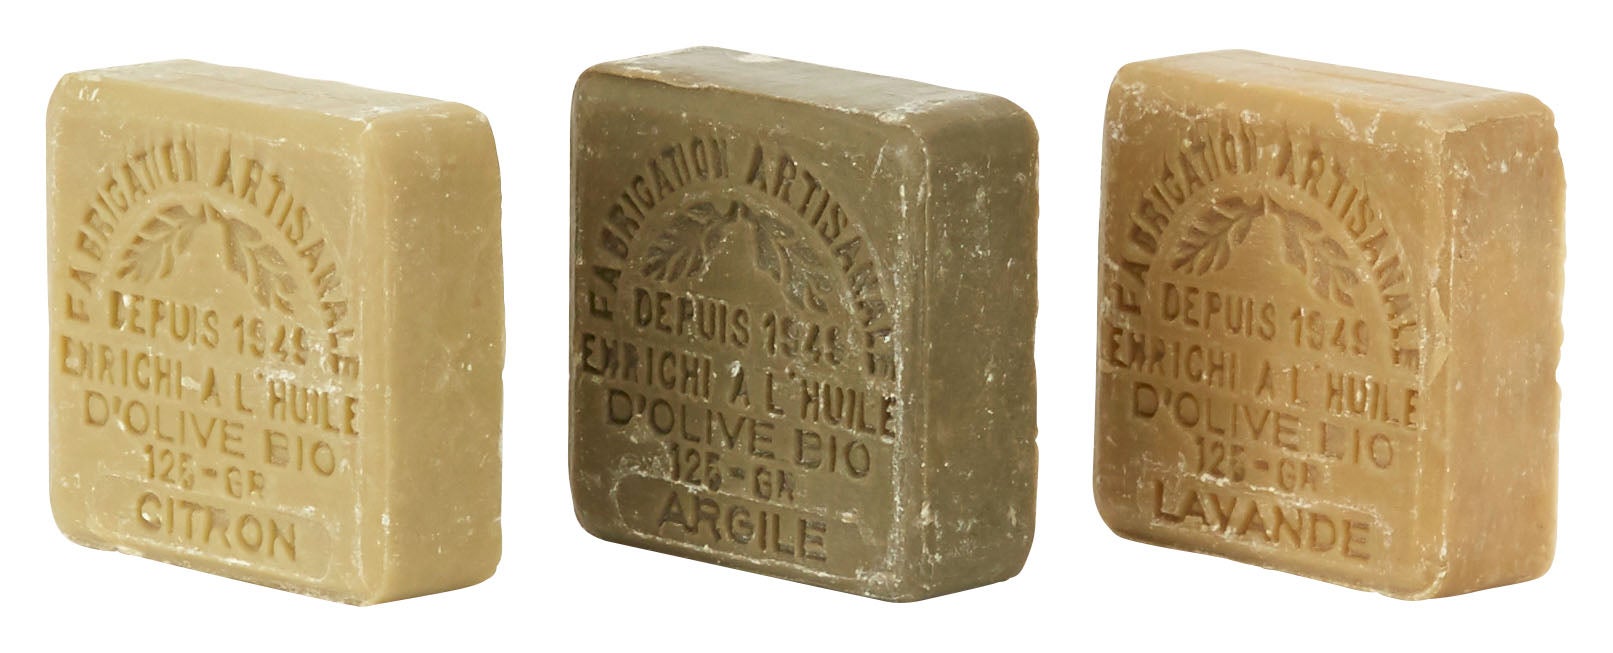 FABRICATION ARTISANALE
DEPUIS 1949
ENRICHI A L'HUILE
D'OLIVE BIO
125-GR
CITRON
FABRICATION ARTISANALE
DEPUIS 1949
ENRICHI A L'HUILE
D'OLIVE BIO
125-GR
ARGILE
FABRICATION ARTISANALE
DEPUIS 1949
ENRICHI A L'HUILE
D'OLIVE BIO
125-GR
LAVANDE